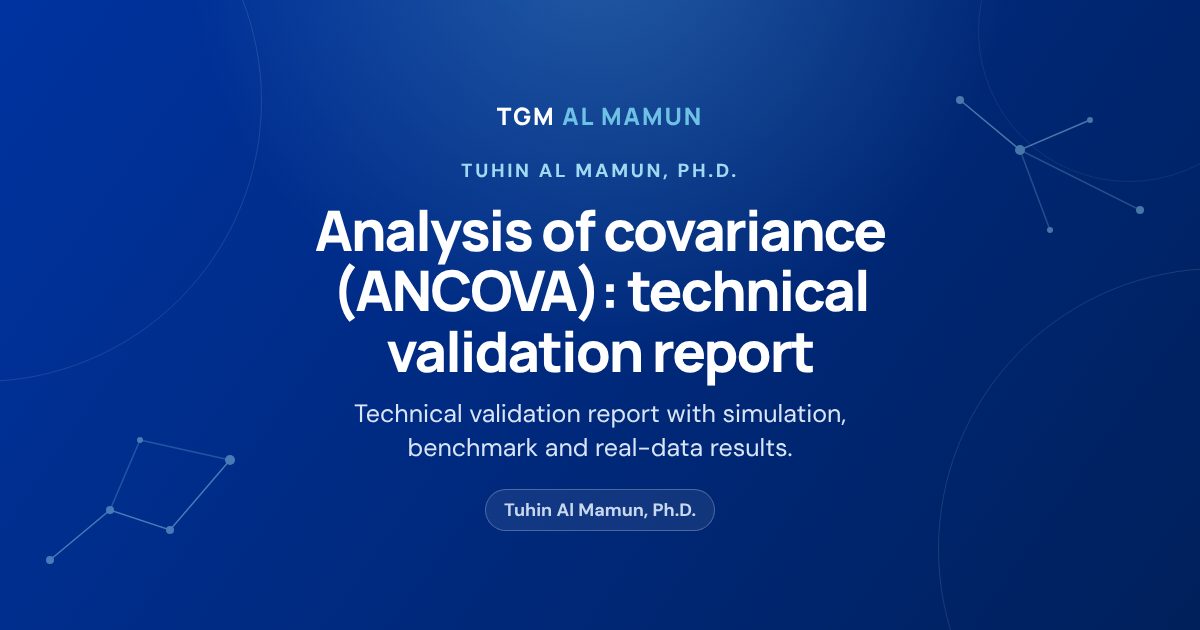 TGM AL MAMUN
TUHIN AL MAMUN, PH.D.
Analysis of covariance
(ANCOVA): technical
validation report
Technical validation report with simulation,
benchmark and real-data results.
Tuhin Al Mamun, Ph.D.